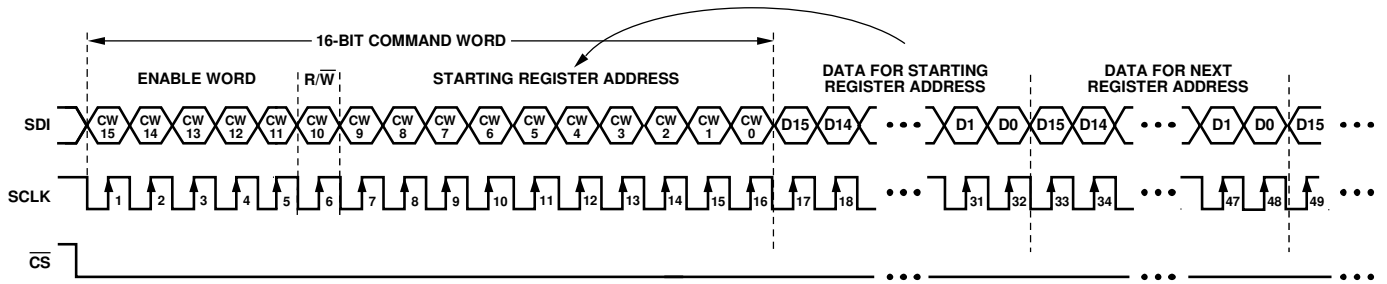 16-BIT COMMAND WORD
ENABLE WORD R/W STARTING REGISTER ADDRESS DATA FOR STARTING REGISTER ADDRESS DATA FOR NEXT REGISTER ADDRESS
SDI CW 15 CW 14 CW 13 CW 12 CW 11 CW 10 CW 9 CW 8 CW 7 CW 6 CW 5 CW 4 CW 3 CW 2 CW 1 CW 0 D15 D14 ••• D1 D0 D15 D14 ••• D1 D0 D15 •••
SCLK 1 2 3 4 5 6 7 8 9 10 11 12 13 14 15 16 17 18 ••• 31 32 33 34 ••• 47 48 49 •••
CS ••• ••• •••